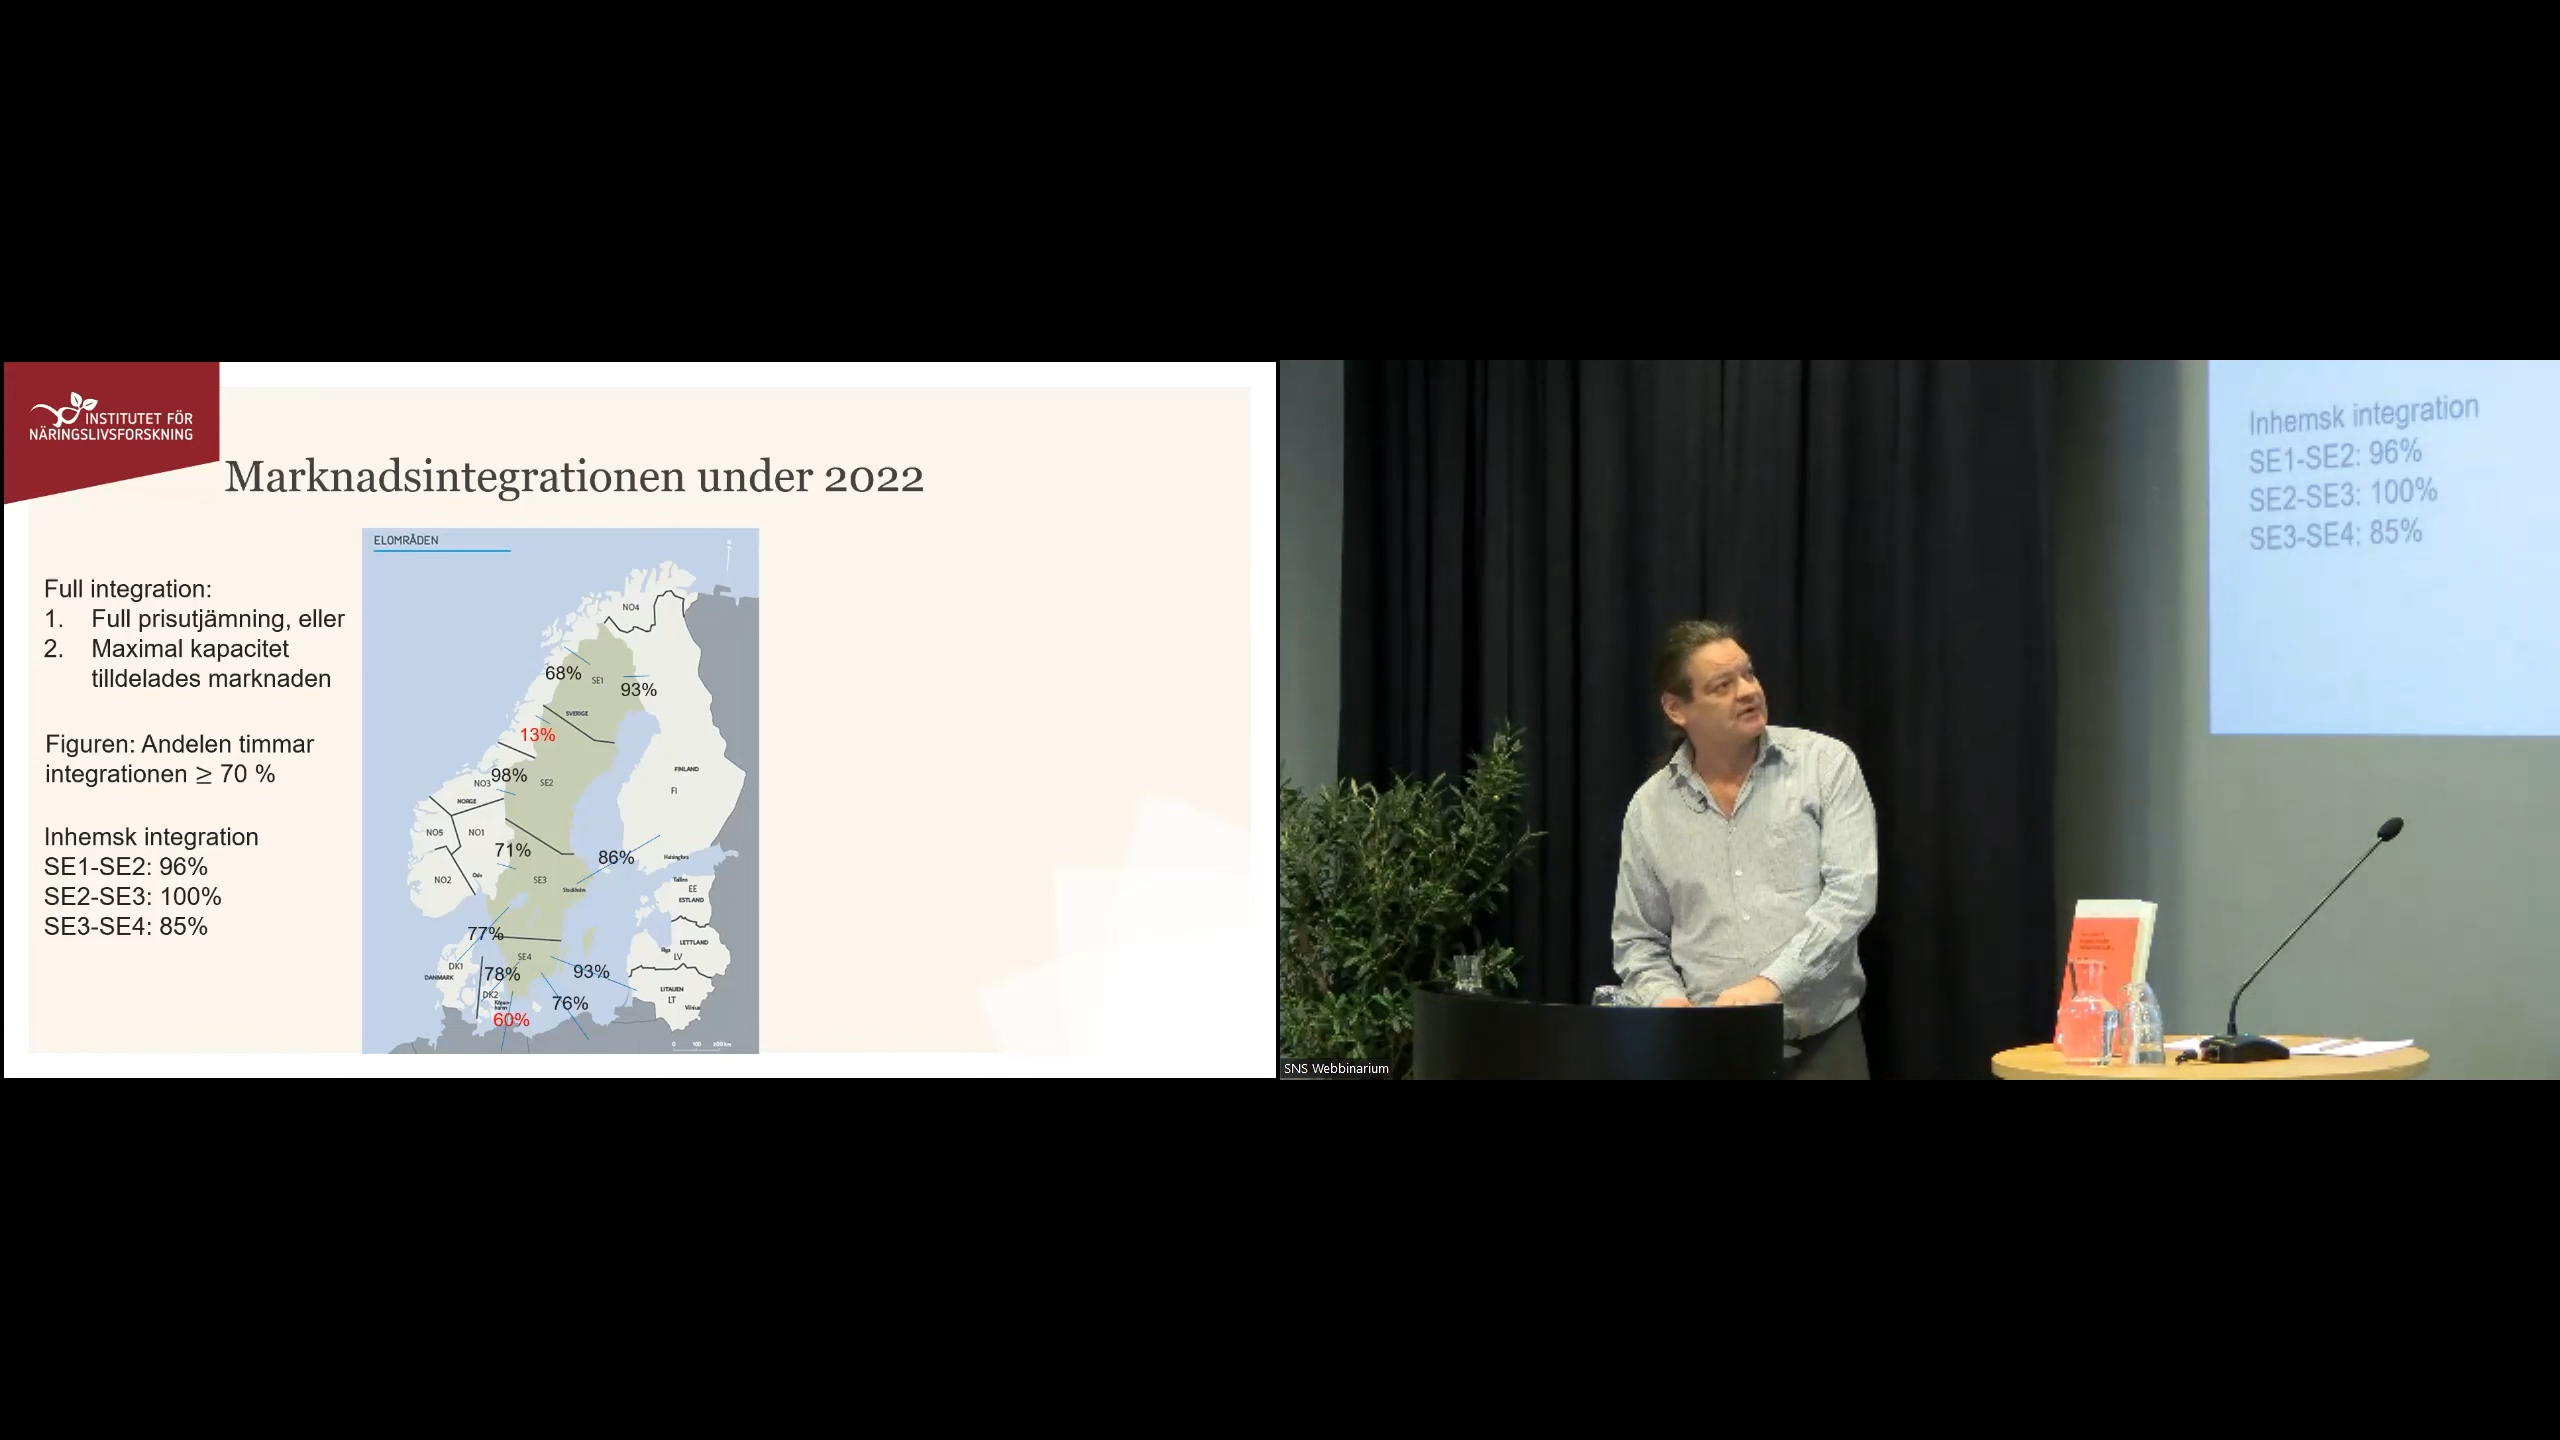 INSTITUTET FÖR
NÄRINGSLIVSFORSKNING
Marknadsintegrationen under 2022
Full integration:
1. Full prisutjämning, eller
2. Maximal kapacitet
tilldelades marknaden
Figuren: Andelen timmar
integrationen ≥ 70 %
Inhemsk integration
SE1-SE2: 96%
SE2-SE3: 100%
SE3-SE4: 85%
ELOMRÅDEN
N
NO4
68%
SE1
93%
SVERIGE
13%
98%
NO3
SE2
FINLAND
FI
NORGE
NO5
NO1
71%
86%
Helsingfors
NO2
Oslo
SE3
Stockholm
Tallinn
EE
ESTLAND
77%
Riga
LETTLAND
LV
SE4
DK1
DANMARK
78%
93%
DK2
Köpen-
hamn
76%
LITAUEN
LT
Vilnius
60%
0 100 200 km
Inhemsk integration
SE1-SE2: 96%
SE2-SE3: 100%
SE3-SE4: 85%
SNS Webbinarium